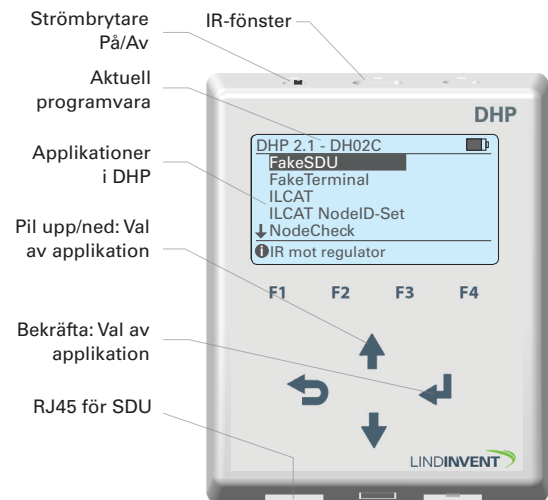 Strömbrytare
På/Av
IR-fönster
Aktuell
programvara
DHP
Applikationer
i DHP
DHP 2.1 - DH02C
FakeSDU
FakeTerminal
ILCAT
ILCAT NodeID-Set
NodeCheck
IR mot regulator
Pil upp/ned: Val
av applikation
F1 F2 F3 F4
Bekräfta: Val av
applikation
RJ45 för SDU
LINDINVENT